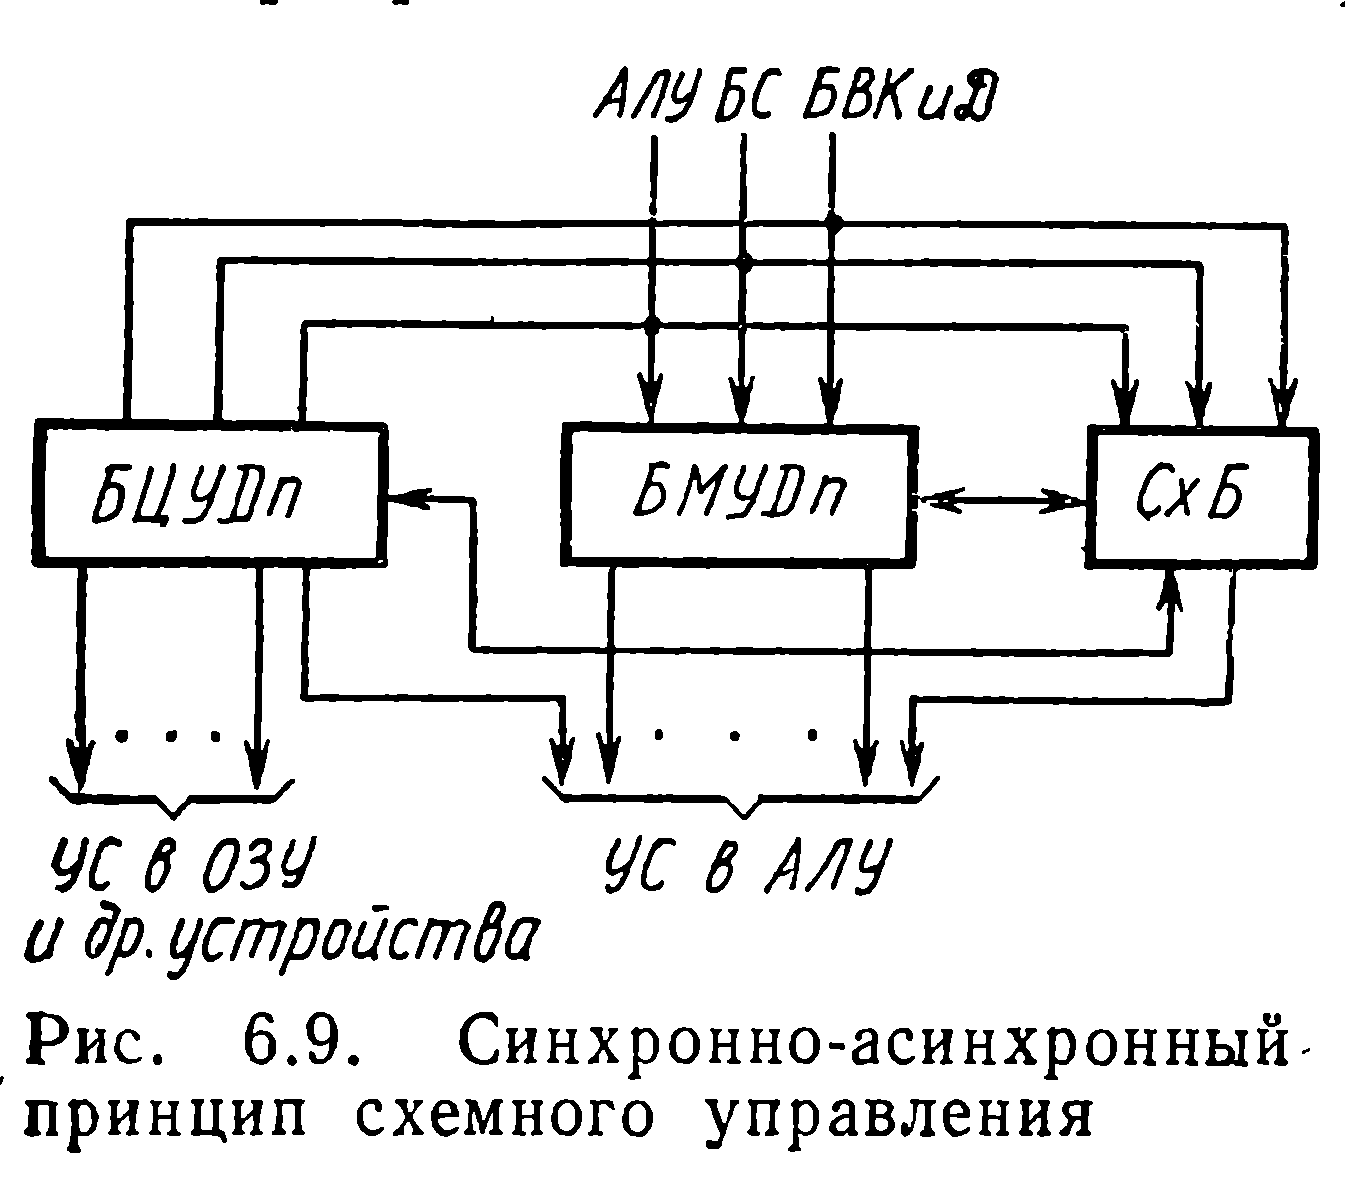 АЛУ БС БВКиД
БЦУДп БМУДп СхБ
УС в ОЗУ УС в АЛУ
и др. устройства
Рис. 6.9. Синхронно-асинхронный
принцип схемного управления